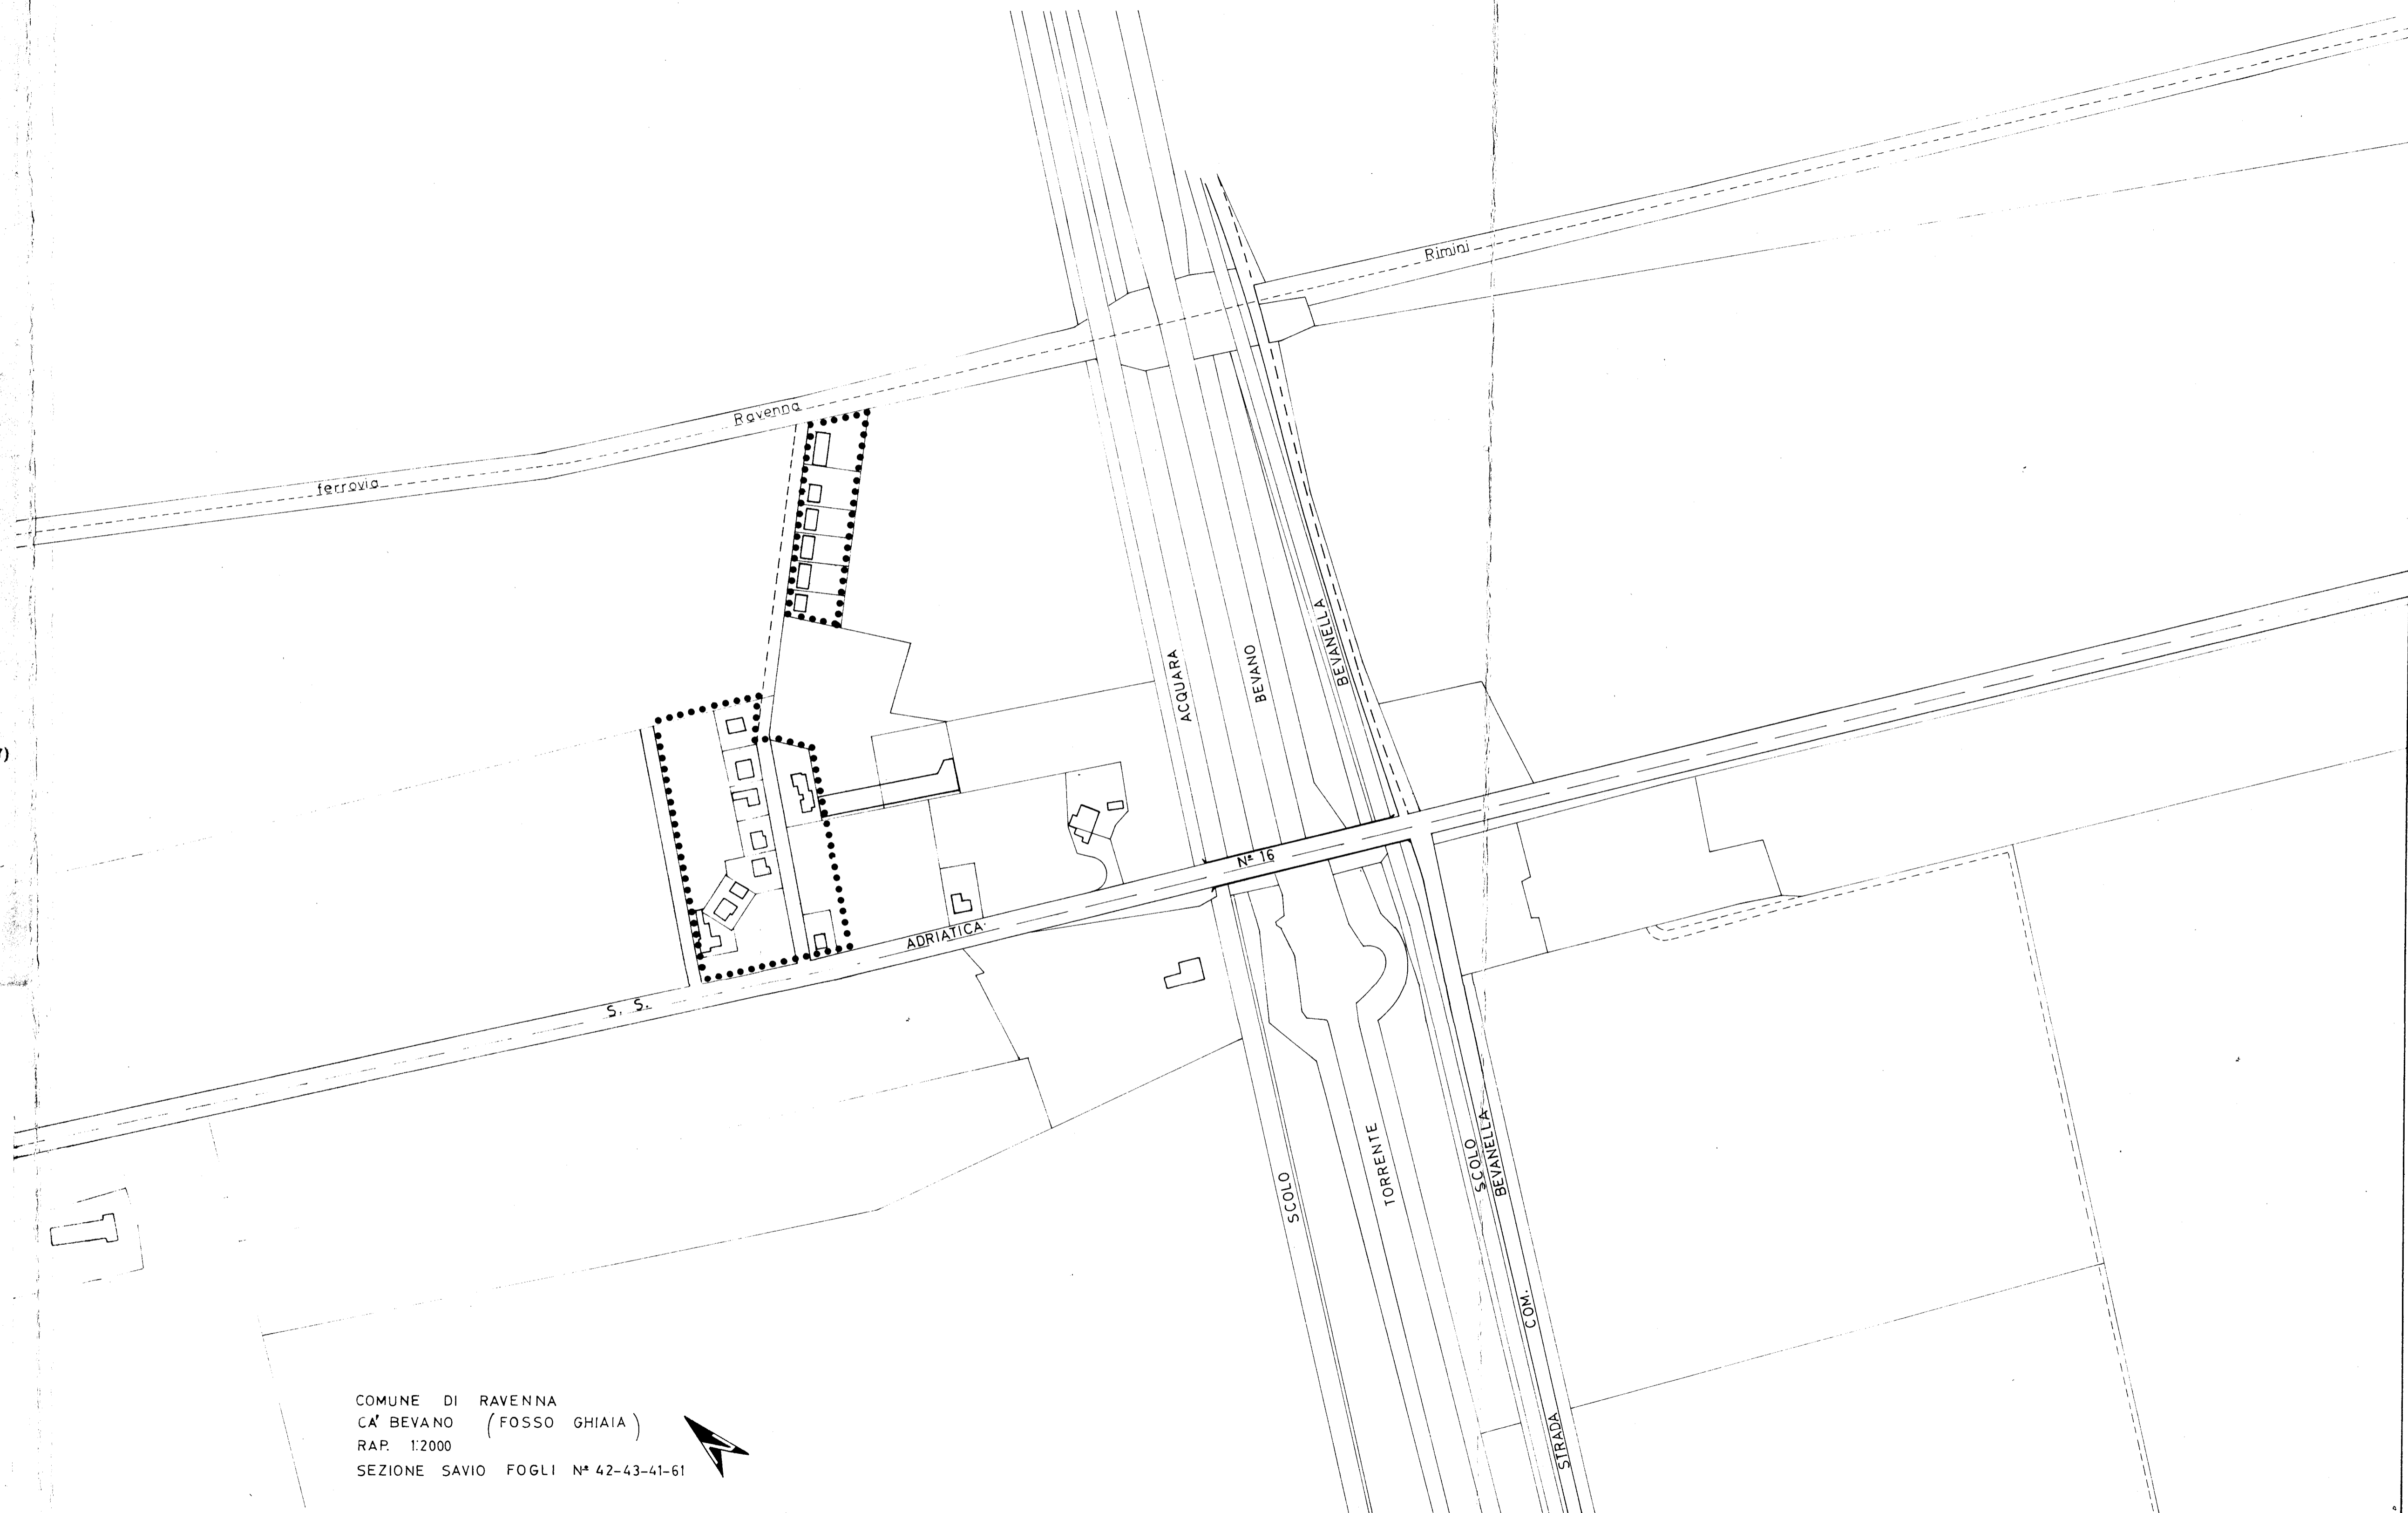 Rimini
Ravenna
ferrovia
ACQUARA
BEVANO
BEVANELLA
Nº 16
ADRIATICA
S. S.
SCOLO
TORRENTE
SCOLO
BEVANELLA
COM.
STRADA
COMUNE DI RAVENNA
CA' BEVANO (FOSSO GHIAIA)
RAP. 1:2000
SEZIONE SAVIO FOGLI Nº 42-43-41-61